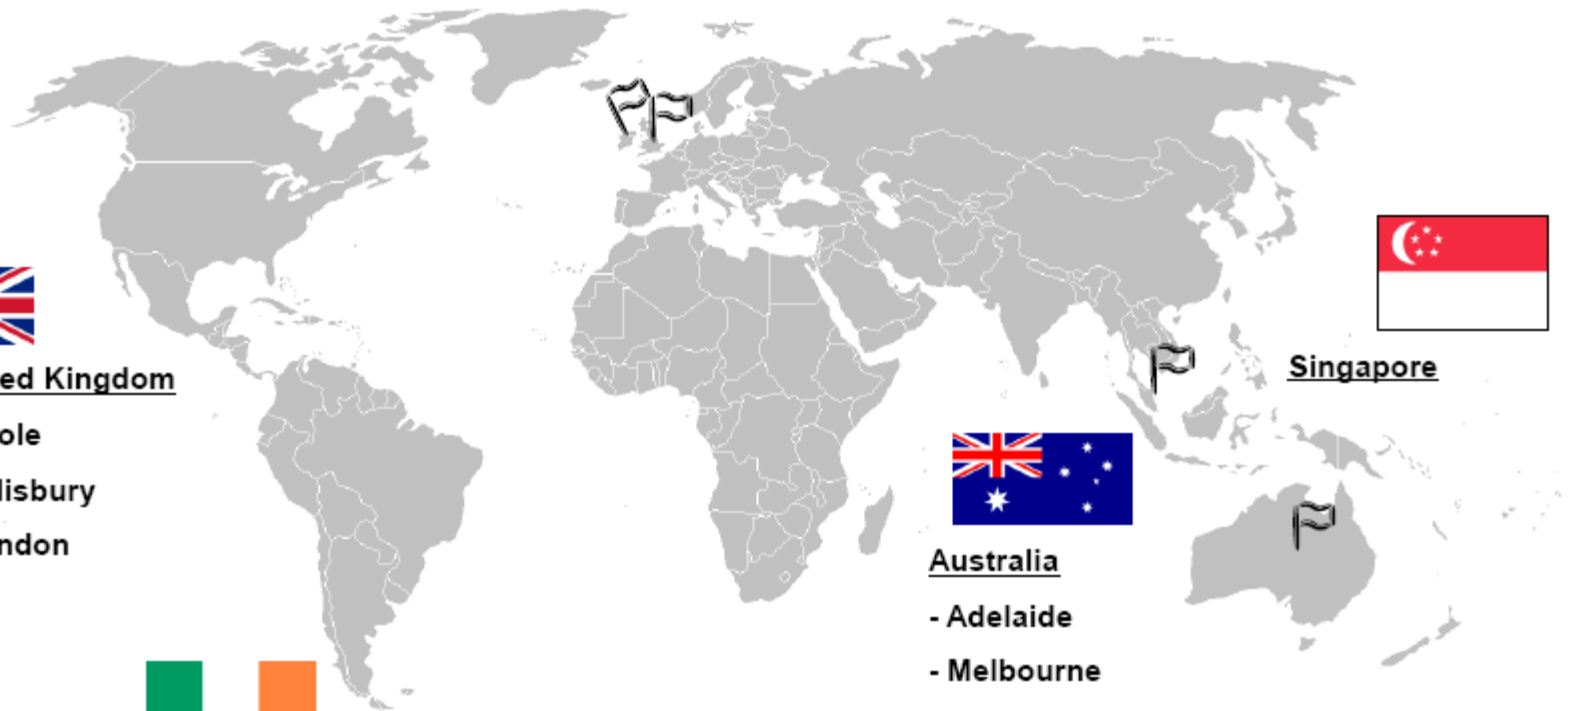 ed Kingdom
ole
lisbury
ndon
Singapore
Australia
- Adelaide
- Melbourne